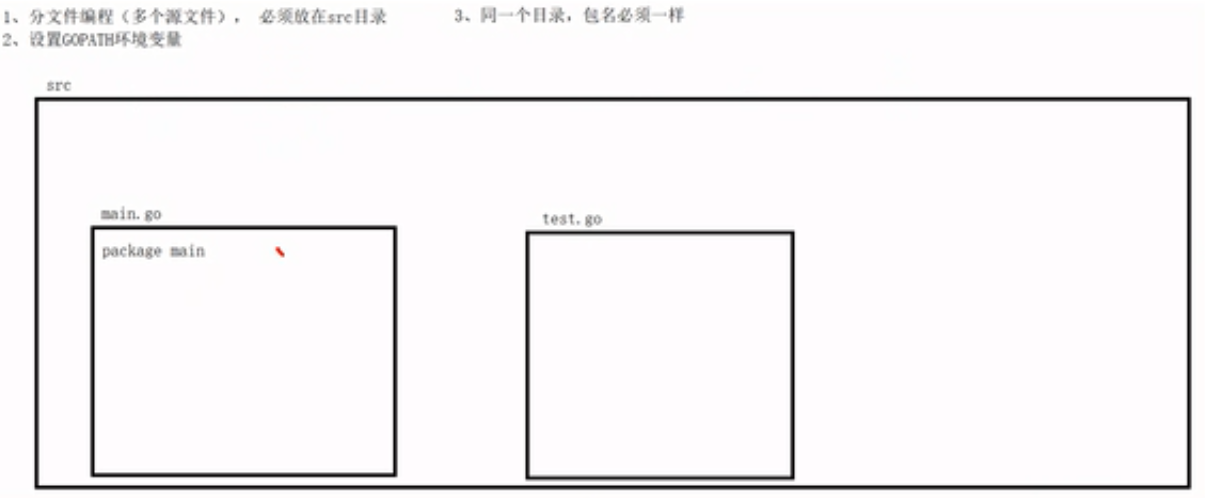 1、分文件编程（多个源文件）， 必须放在src目录
2、设置GOPATH环境变量
3、同一个目录，包名必须一样
src
main.go
package main
test.go